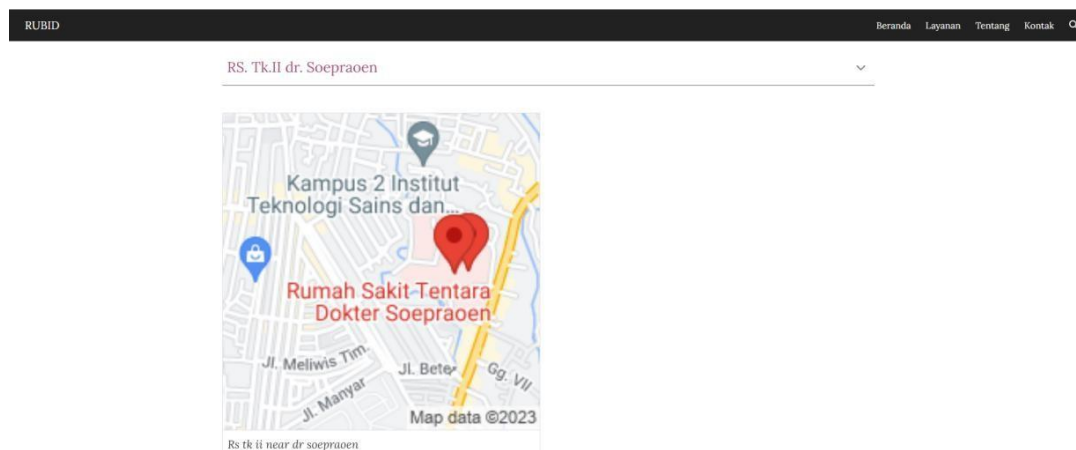 RUBID
Beranda Layanan Tentang Kontak
RS. Tk.II dr. Soepraoen
Kampus 2 Institut
Teknologi Sains dan...
Rumah Sakit Tentara
Dokter Soepraoen
Jl. Meliwis Tim.
Jl. Beter
Gg. VII
Jl. Manyar
Map data ©2023
Rs tk ii near dr soepraoen